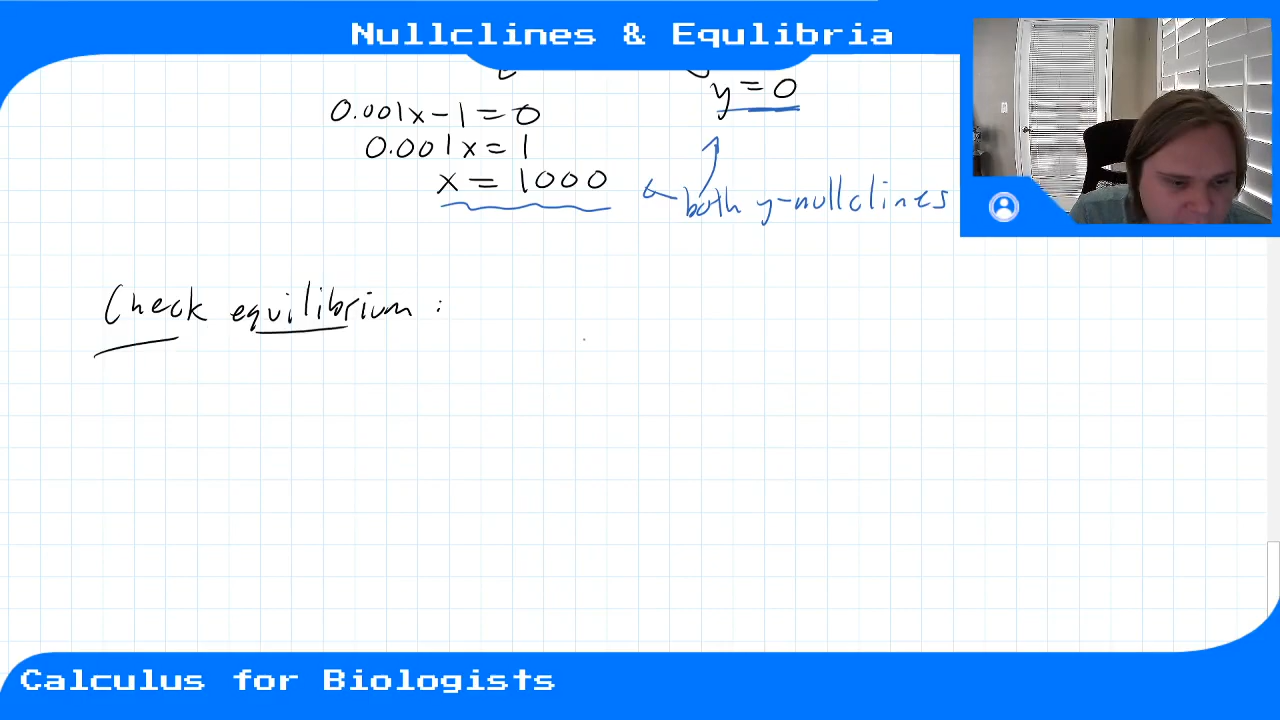 Nullclines & Equlibria
y = 0
0.001x - 1 = 0
0.001x = 1
x = 1000
both y-nullclines
Check equilibrium :
Calculus for Biologists